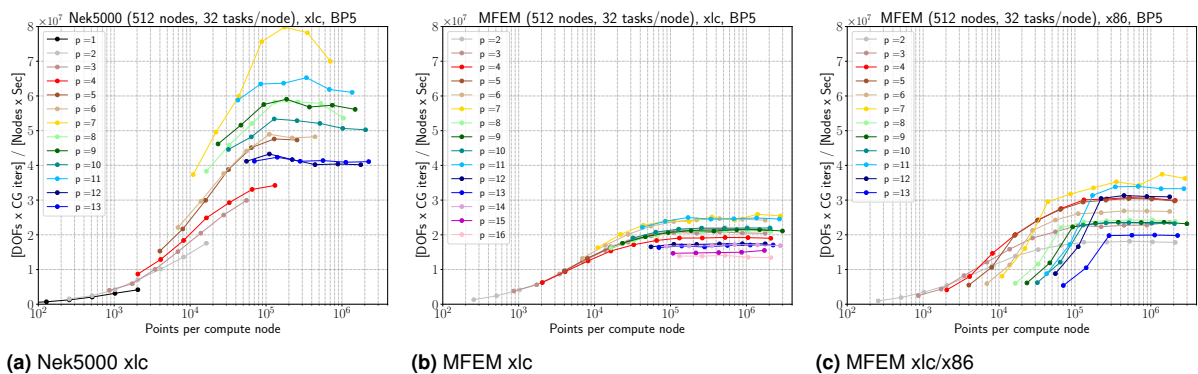 Nek5000 (512 nodes, 32 tasks/node), xlc, BP5
8 ×10^7
7
6
5
4
3
2
1
0
10^2
10^3
10^4
10^5
10^6
[DOFs x CG iters] / [Nodes x Sec]
Points per compute node
p =1
p =2
p =3
p =4
p =5
p =6
p =7
p =8
p =9
p =10
p =11
p =12
p =13
(a) Nek5000 xlc
MFEM (512 nodes, 32 tasks/node), xlc, BP5
8 ×10^7
7
6
5
4
3
2
1
0
10^2
10^3
10^4
10^5
10^6
[DOFs x CG iters] / [Nodes x Sec]
Points per compute node
p =2
p =3
p =4
p =5
p =6
p =7
p =8
p =9
p =10
p =11
p =12
p =13
p =14
p =15
p =16
(b) MFEM xlc
MFEM (512 nodes, 32 tasks/node), x86, BP5
8 ×10^7
7
6
5
4
3
2
1
0
10^2
10^3
10^4
10^5
10^6
[DOFs x CG iters] / [Nodes x Sec]
Points per compute node
p =2
p =3
p =4
p =5
p =6
p =7
p =8
p =9
p =10
p =11
p =12
p =13
(c) MFEM xlc/x86